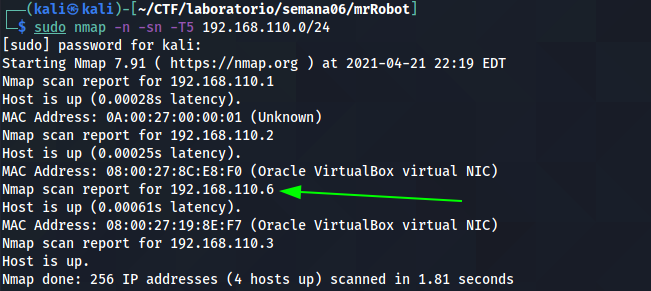 (kali㉿kali)-[~/CTF/laboratorio/semana06/mrRobot]
$ sudo nmap -n -sn -T5 192.168.110.0/24
[sudo] password for kali:
Starting Nmap 7.91 ( https://nmap.org ) at 2021-04-21 22:19 EDT
Nmap scan report for 192.168.110.1
Host is up (0.00028s latency).
MAC Address: 0A:00:27:00:00:01 (Unknown)
Nmap scan report for 192.168.110.2
Host is up (0.00025s latency).
MAC Address: 08:00:27:8C:E8:F0 (Oracle VirtualBox virtual NIC)
Nmap scan report for 192.168.110.6
Host is up (0.00061s latency).
MAC Address: 08:00:27:19:8E:F7 (Oracle VirtualBox virtual NIC)
Nmap scan report for 192.168.110.3
Host is up.
Nmap done: 256 IP addresses (4 hosts up) scanned in 1.81 seconds